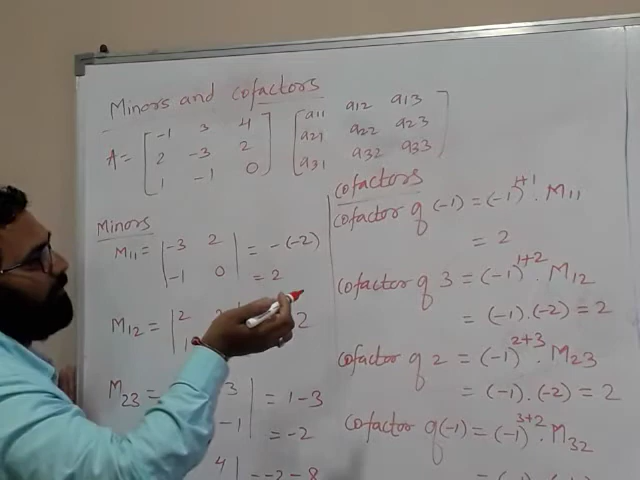 Minors and cofactors
A = [ -1 3 4
2 -3 2
1 -1 0 ]
[ a11 a12 a13
a21 a22 a23
a31 a32 a33 ]
Minors
M11 = | -3 2
-1 0 | = -(-2)
= 2
M12 = | 2
2
M23 =
3
-1 | = 1-3
= -2
4 | = -2-8
cofactors
cofactor of (-1) = (-1)^1+1 . M11
= 2
cofactor of 3 = (-1)^1+2 . M12
= (-1).(-2) = 2
cofactor of 2 = (-1)^2+3 . M23
= (-1).(-2) = 2
cofactor of (-1) = (-1)^3+2 . M32